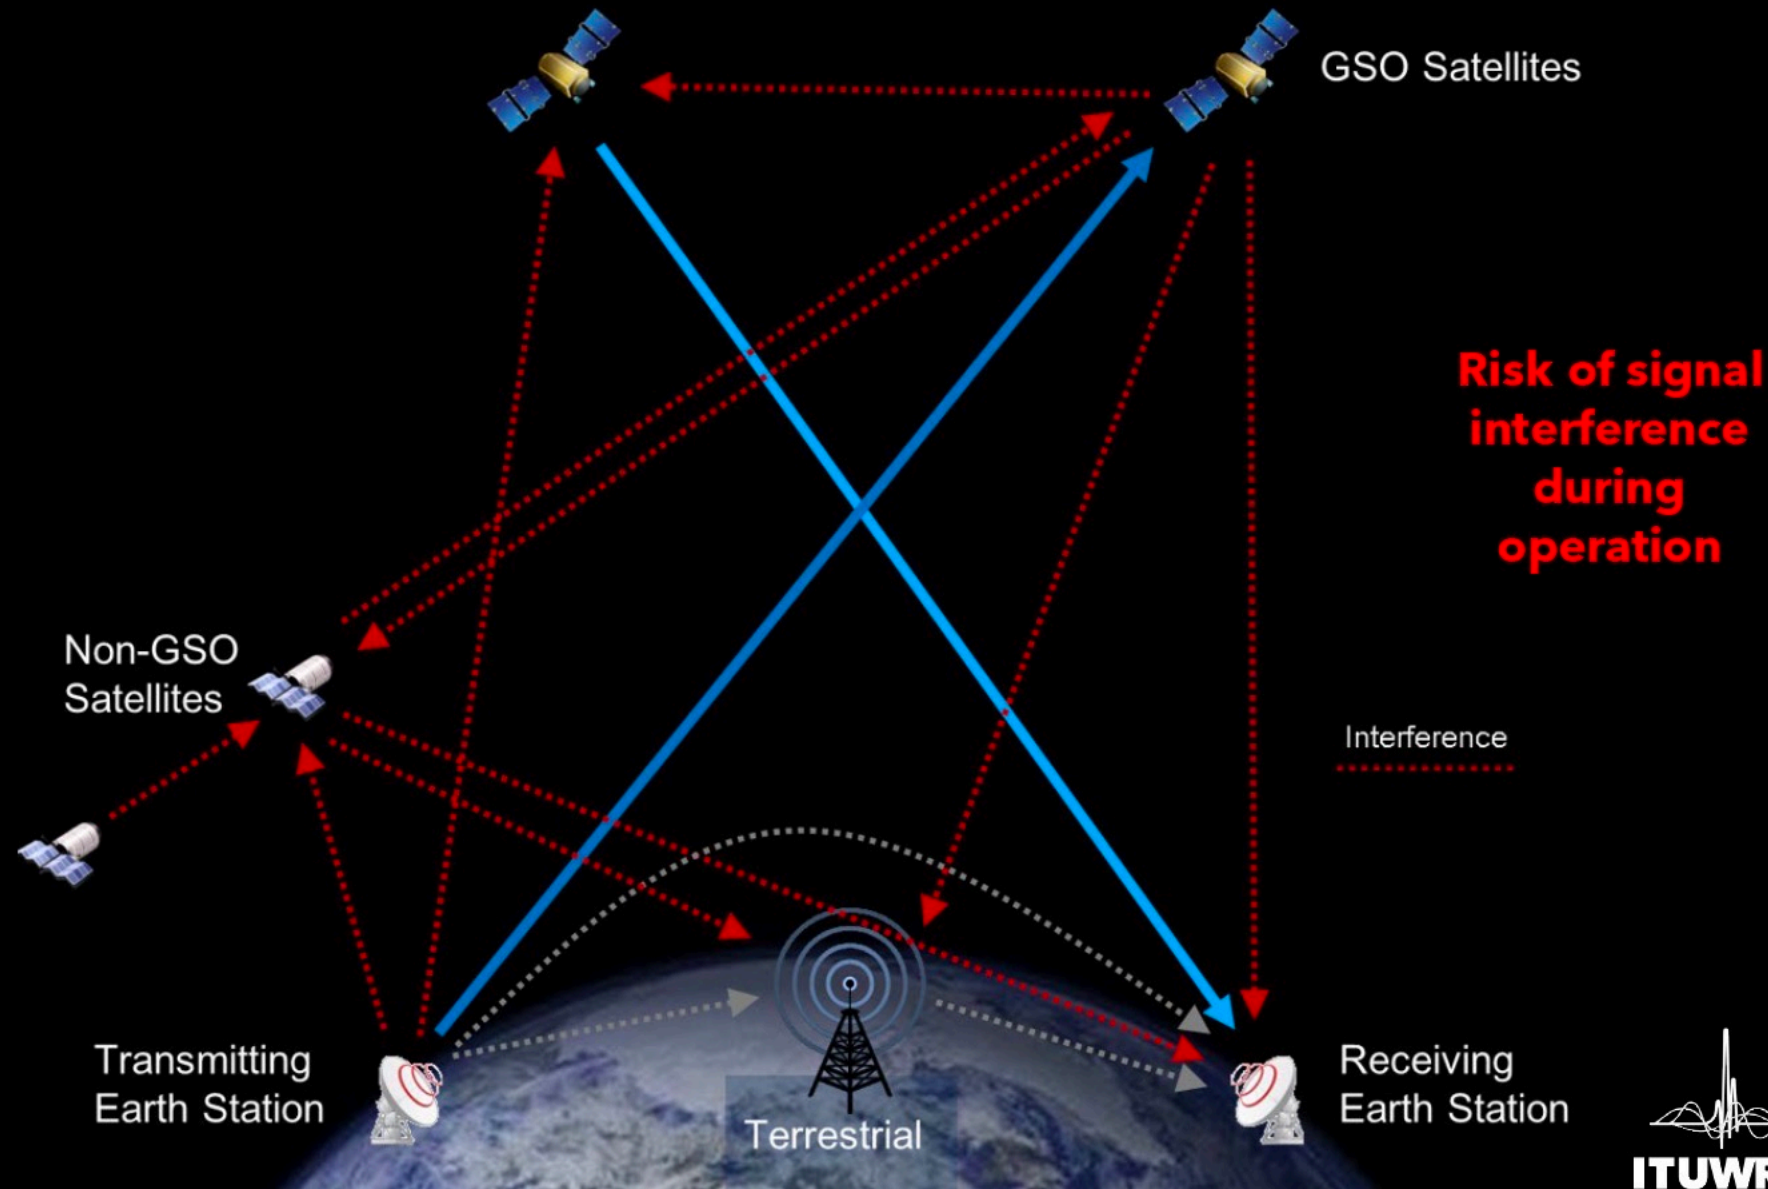 GSO Satellites
Risk of signal
interference
during
operation
Non-GSO
Satellites
Interference
Transmitting
Earth Station
Terrestrial
Receiving
Earth Station